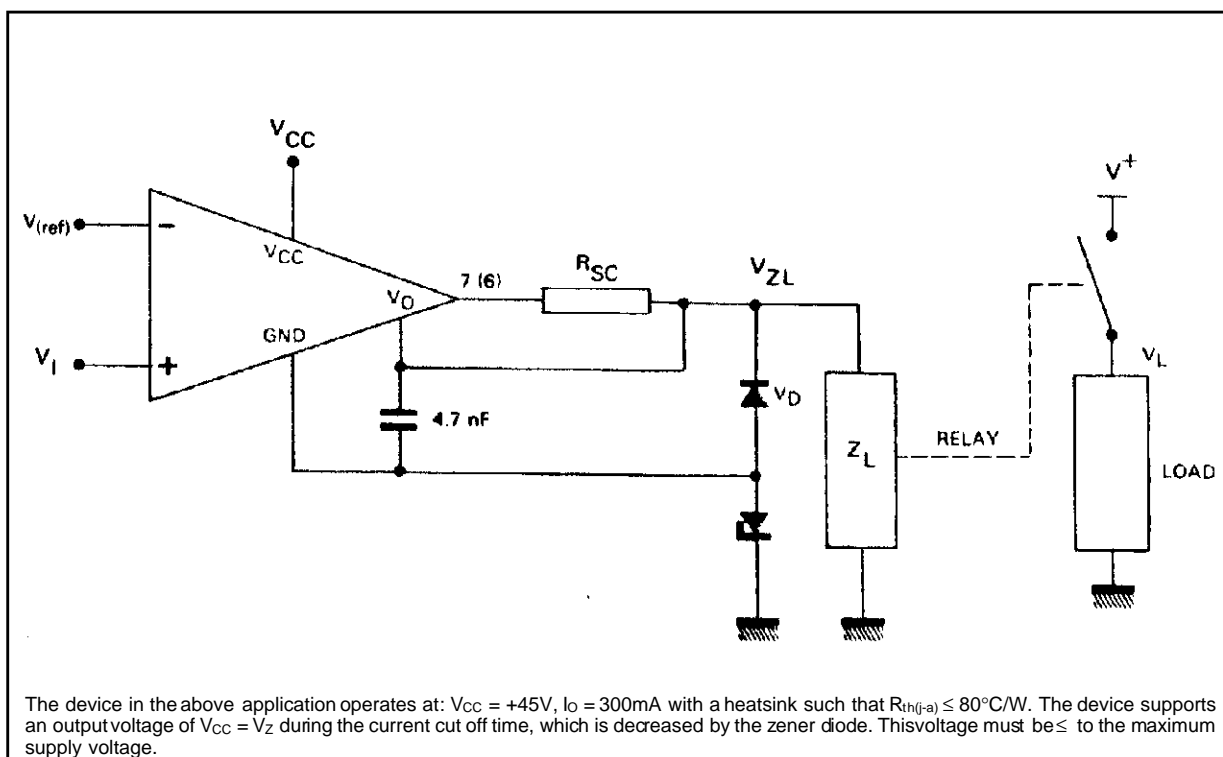 VCC
V+
V(ref)
-
VCC
7 (6)
RSC
VZL
VO
GND
VI
+
VL
VD
4.7 nF
RELAY
ZL
LOAD
The device in the above application operates at: VCC = +45V, IO = 300mA with a heatsink such that Rth(j-a) ≤ 80°C/W. The device supports
an output voltage of VCC = VZ during the current cut off time, which is decreased by the zener diode. Thisvoltage must be ≤ to the maximum
supply voltage.